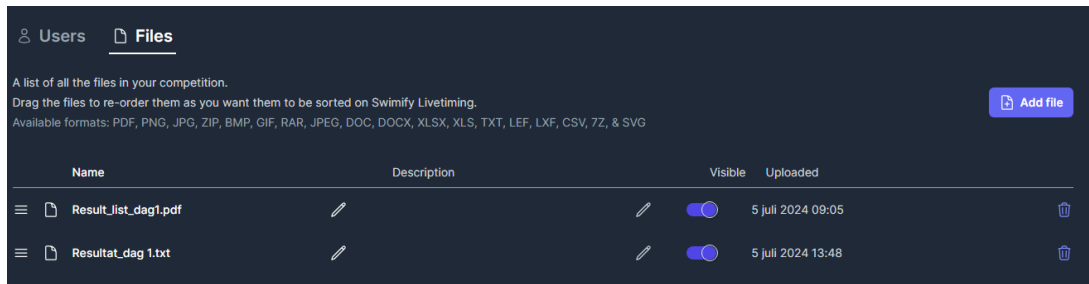 Users Files
A list of all the files in your competition.
Drag the files to re-order them as you want them to be sorted on Swimify Livetiming.
Add file
Available formats: PDF, PNG, JPG, ZIP, BMP, GIF, RAR, JPEG, DOC, DOCX, XLSX, XLS, TXT, LEF, LXF, CSV, 7Z, & SVG
Name Description Visible Uploaded
Result_list_dag1.pdf 5 juli 2024 09:05
Resultat_dag 1.txt 5 juli 2024 13:48